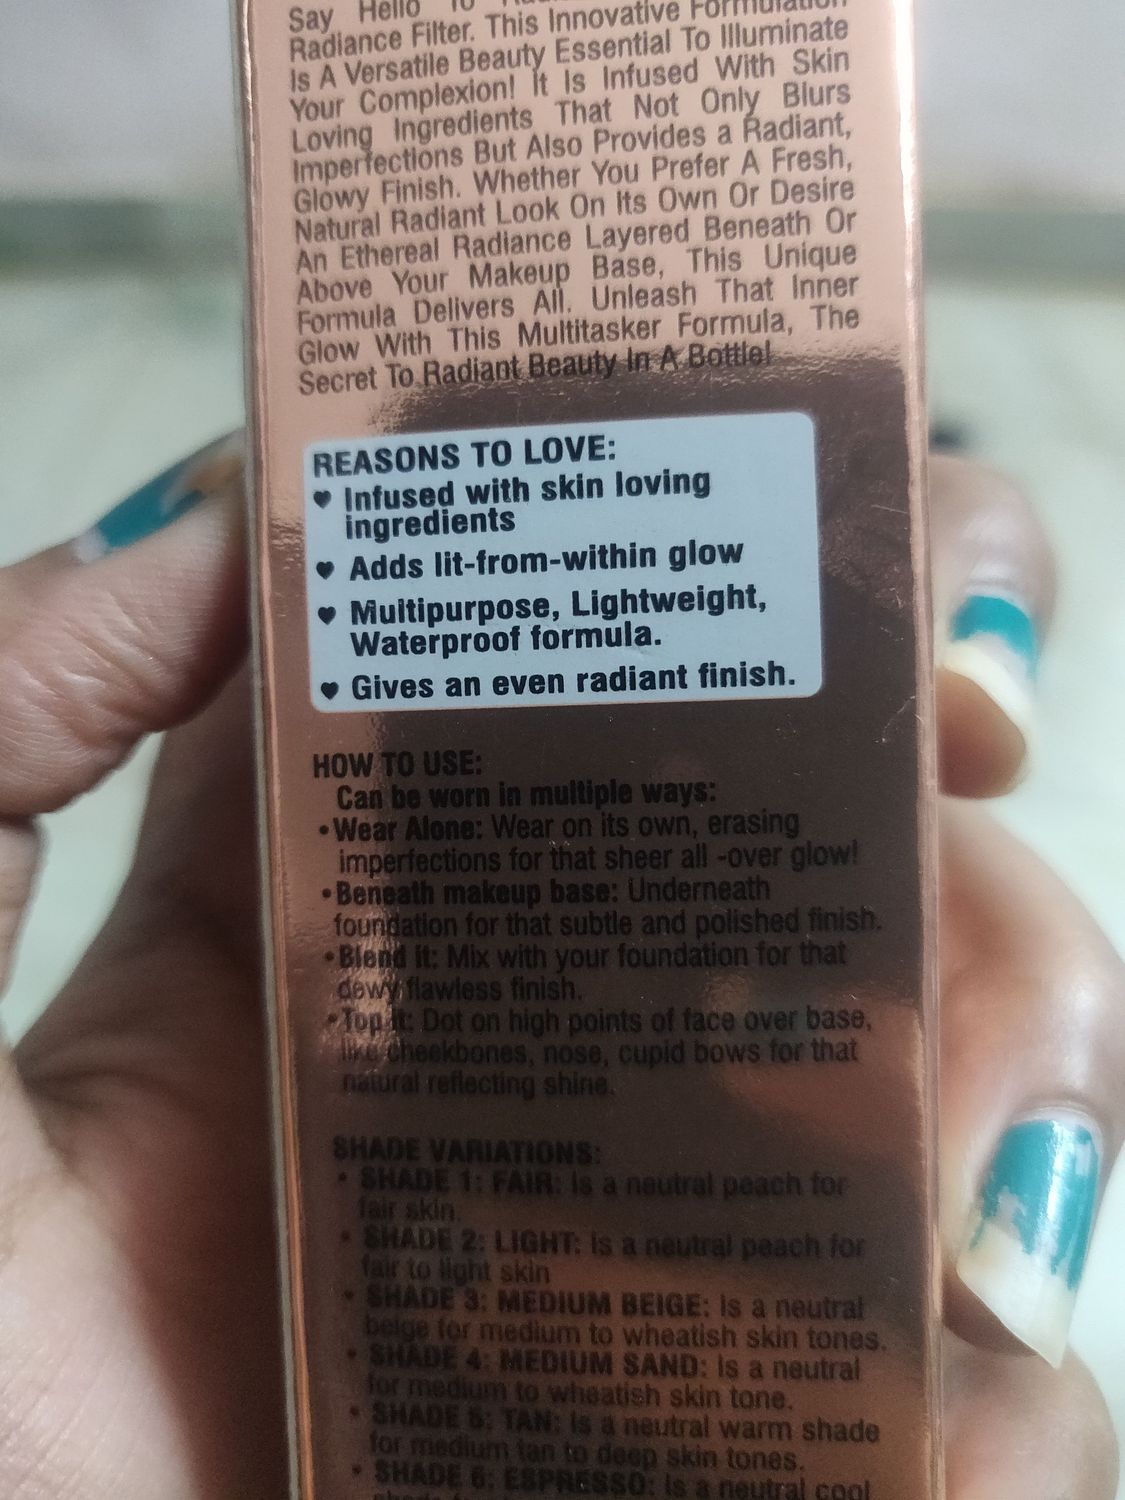 Say Hello To
Radiance Filter. This Innovative Formulation
Is A Versatile Beauty Essential To Illuminate
Your Complexion! It Is Infused With Skin
Loving Ingredients That Not Only Blurs
Imperfections But Also Provides a Radiant,
Glowy Finish. Whether You Prefer A Fresh,
Natural Radiant Look On Its Own Or Desire
An Ethereal Radiance Layered Beneath Or
Above Your Makeup Base, This Unique
Formula Delivers All. Unleash That Inner
Glow With This Multitasker Formula, The
Secret To Radiant Beauty In A Bottle!
REASONS TO LOVE:
♥ Infused with skin loving
ingredients
♥ Adds lit-from-within glow
♥ Multipurpose, Lightweight,
Waterproof formula.
♥ Gives an even radiant finish.
HOW TO USE:
Can be worn in multiple ways:
•Wear Alone: Wear on its own, erasing
imperfections for that sheer all -over glow!
•Beneath makeup base: Underneath
foundation for that subtle and polished finish.
•Blend it: Mix with your foundation for that
dewy flawless finish.
•Top it: Dot on high points of face over base,
like cheekbones, nose, cupid bows for that
natural reflecting shine.
SHADE VARIATIONS:
• SHADE 1: FAIR: Is a neutral peach for
fair skin.
• SHADE 2: LIGHT: Is a neutral peach for
fair to light skin
• SHADE 3: MEDIUM BEIGE: Is a neutral
beige for medium to wheatish skin tones.
• SHADE 4: MEDIUM SAND: Is a neutral
for medium to wheatish skin tone.
• SHADE 5: TAN: Is a neutral warm shade
for medium tan to deep skin tones.
• SHADE 6: ESPRESSO: Is a neutral cool